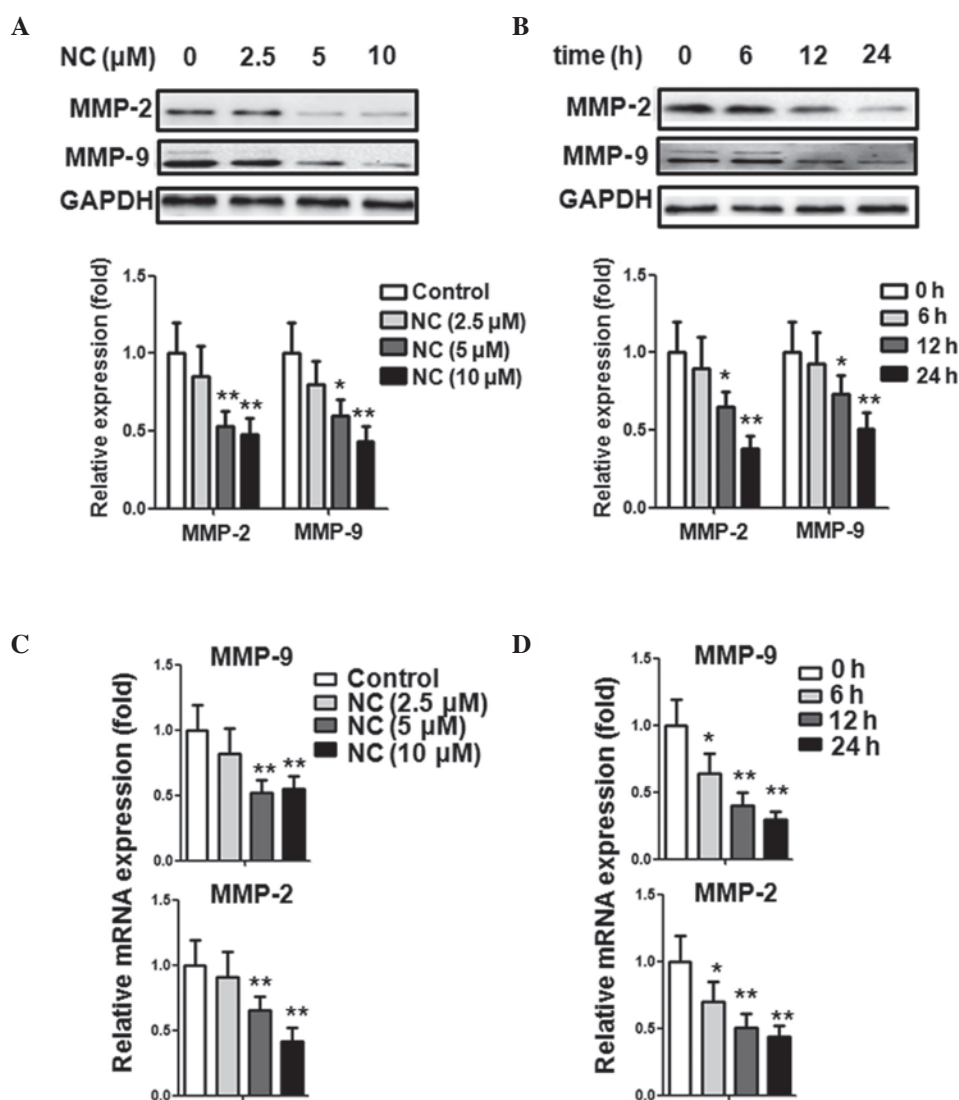 A
NC (µM) 0 2.5 5 10
MMP-2
MMP-9
GAPDH
Relative expression (fold)
1.5
1.0
0.5
0.0
** **
* **
MMP-2 MMP-9
Control
NC (2.5 µM)
NC (5 µM)
NC (10 µM)
B
time (h) 0 6 12 24
MMP-2
MMP-9
GAPDH
Relative expression (fold)
1.5
1.0
0.5
0.0
* **
* **
MMP-2 MMP-9
0 h
6 h
12 h
24 h
C
Relative mRNA expression (fold)
MMP-9
1.5
1.0
0.5
0.0
** **
Control
NC (2.5 µM)
NC (5 µM)
NC (10 µM)
MMP-2
1.5
1.0
0.5
0.0
** **
D
Relative mRNA expression (fold)
MMP-9
1.5
1.0
0.5
0.0
* ** **
0 h
6 h
12 h
24 h
MMP-2
1.5
1.0
0.5
0.0
* ** **